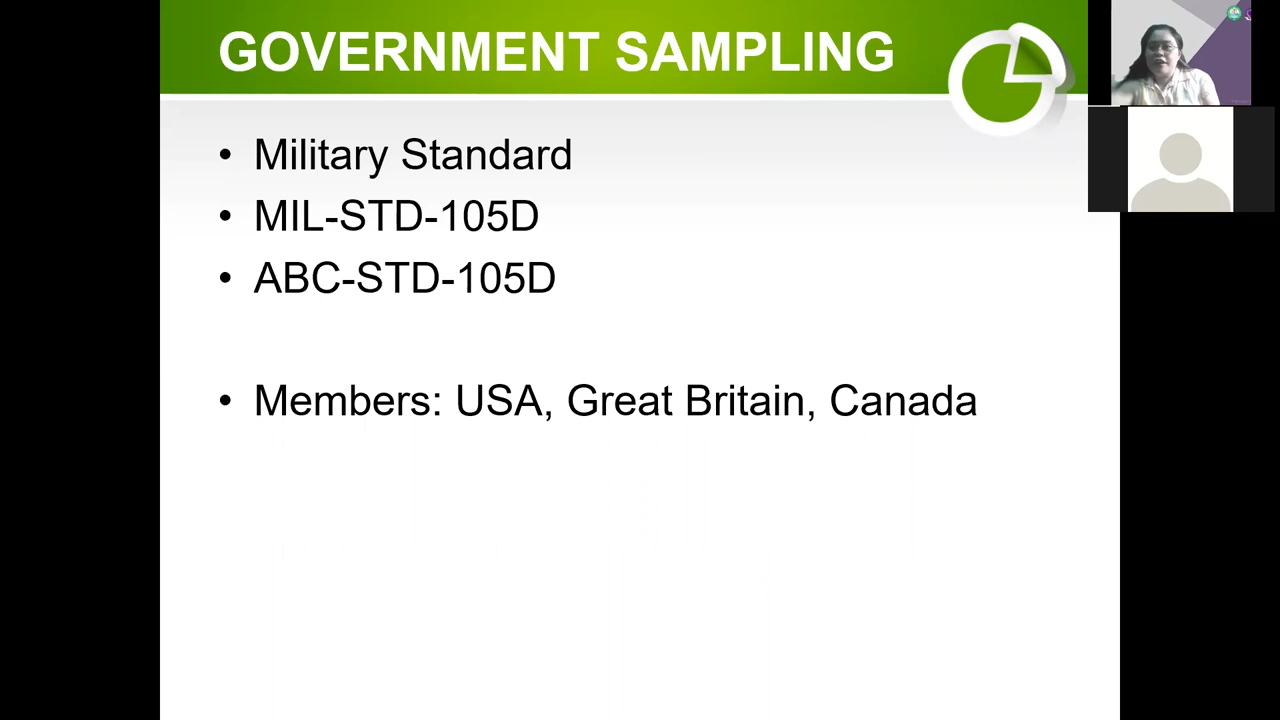 GOVERNMENT SAMPLING
• Military Standard
• MIL-STD-105D
• ABC-STD-105D
• Members: USA, Great Britain, Canada